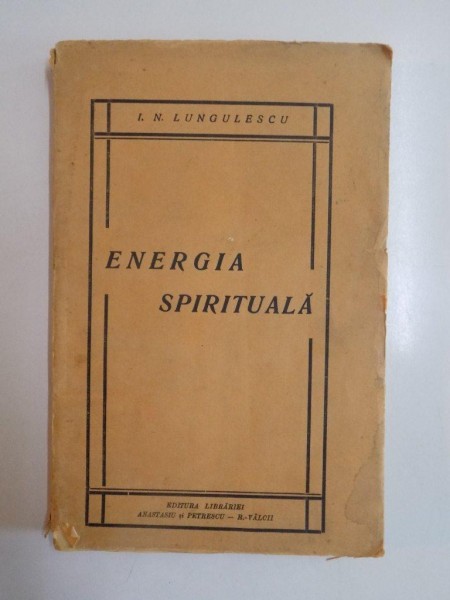 I. N. LUNGULESCU
ENERGIA
SPIRITUALĂ
EDITURA LIBRĂRIEI
ANASTASIU și PETRESCU — R.-VÂLCII